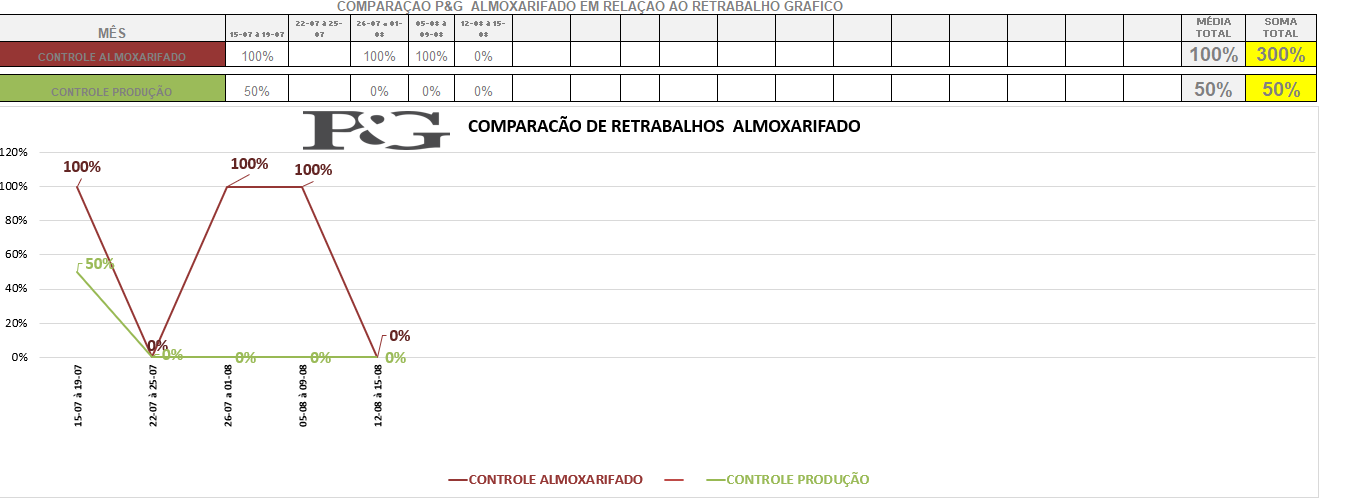 COMPARAÇÃO P&G ALMOXARIFADO EM RELAÇÃO AO RETRABALHO GRAFICO
MÊS 15-07 à 19-07 22-07 à 25-07 26-07 a 01-08 05-08 à 09-08 12-08 à 15-08 MÉDIA TOTAL SOMA TOTAL
CONTROLE ALMOXARIFADO 100% 100% 100% 0% 100% 300%
CONTROLE PRODUÇÃO 50% 0% 0% 0% 50% 50%
P&G COMPARACÃO DE RETRABALHOS ALMOXARIFADO
120%
100%
80%
60%
40%
20%
0%
100%
100%
100%
50%
0%
0%
0%
0%
0%
0%
15-07 à 19-07
22-07 à 25-07
26-07 a 01-08
05-08 à 09-08
12-08 à 15-08
CONTROLE ALMOXARIFADO CONTROLE PRODUÇÃO